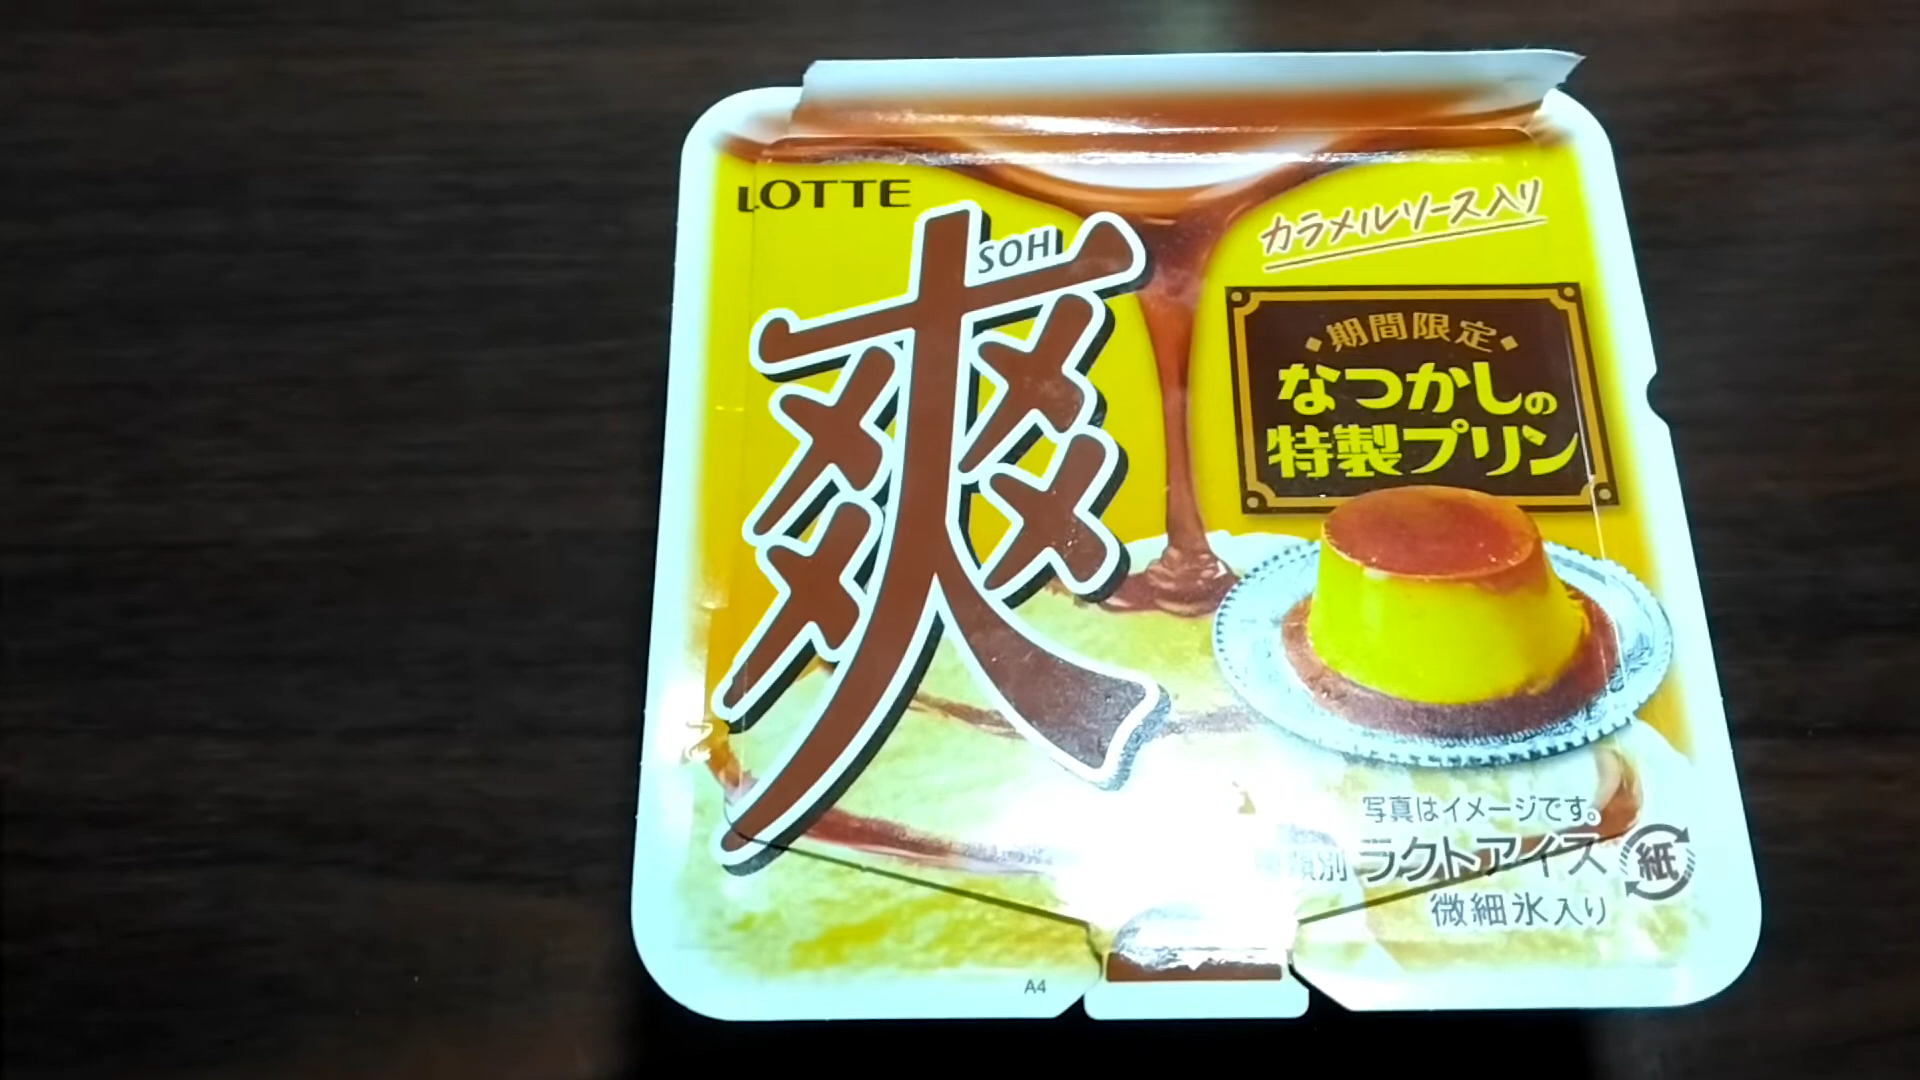 LOTTE
SOH
爽
カラメルソース入り
期間限定
なつかしの
特製プリン
写真はイメージです。
別 ラクトアイス
紙
微細氷入り
A4